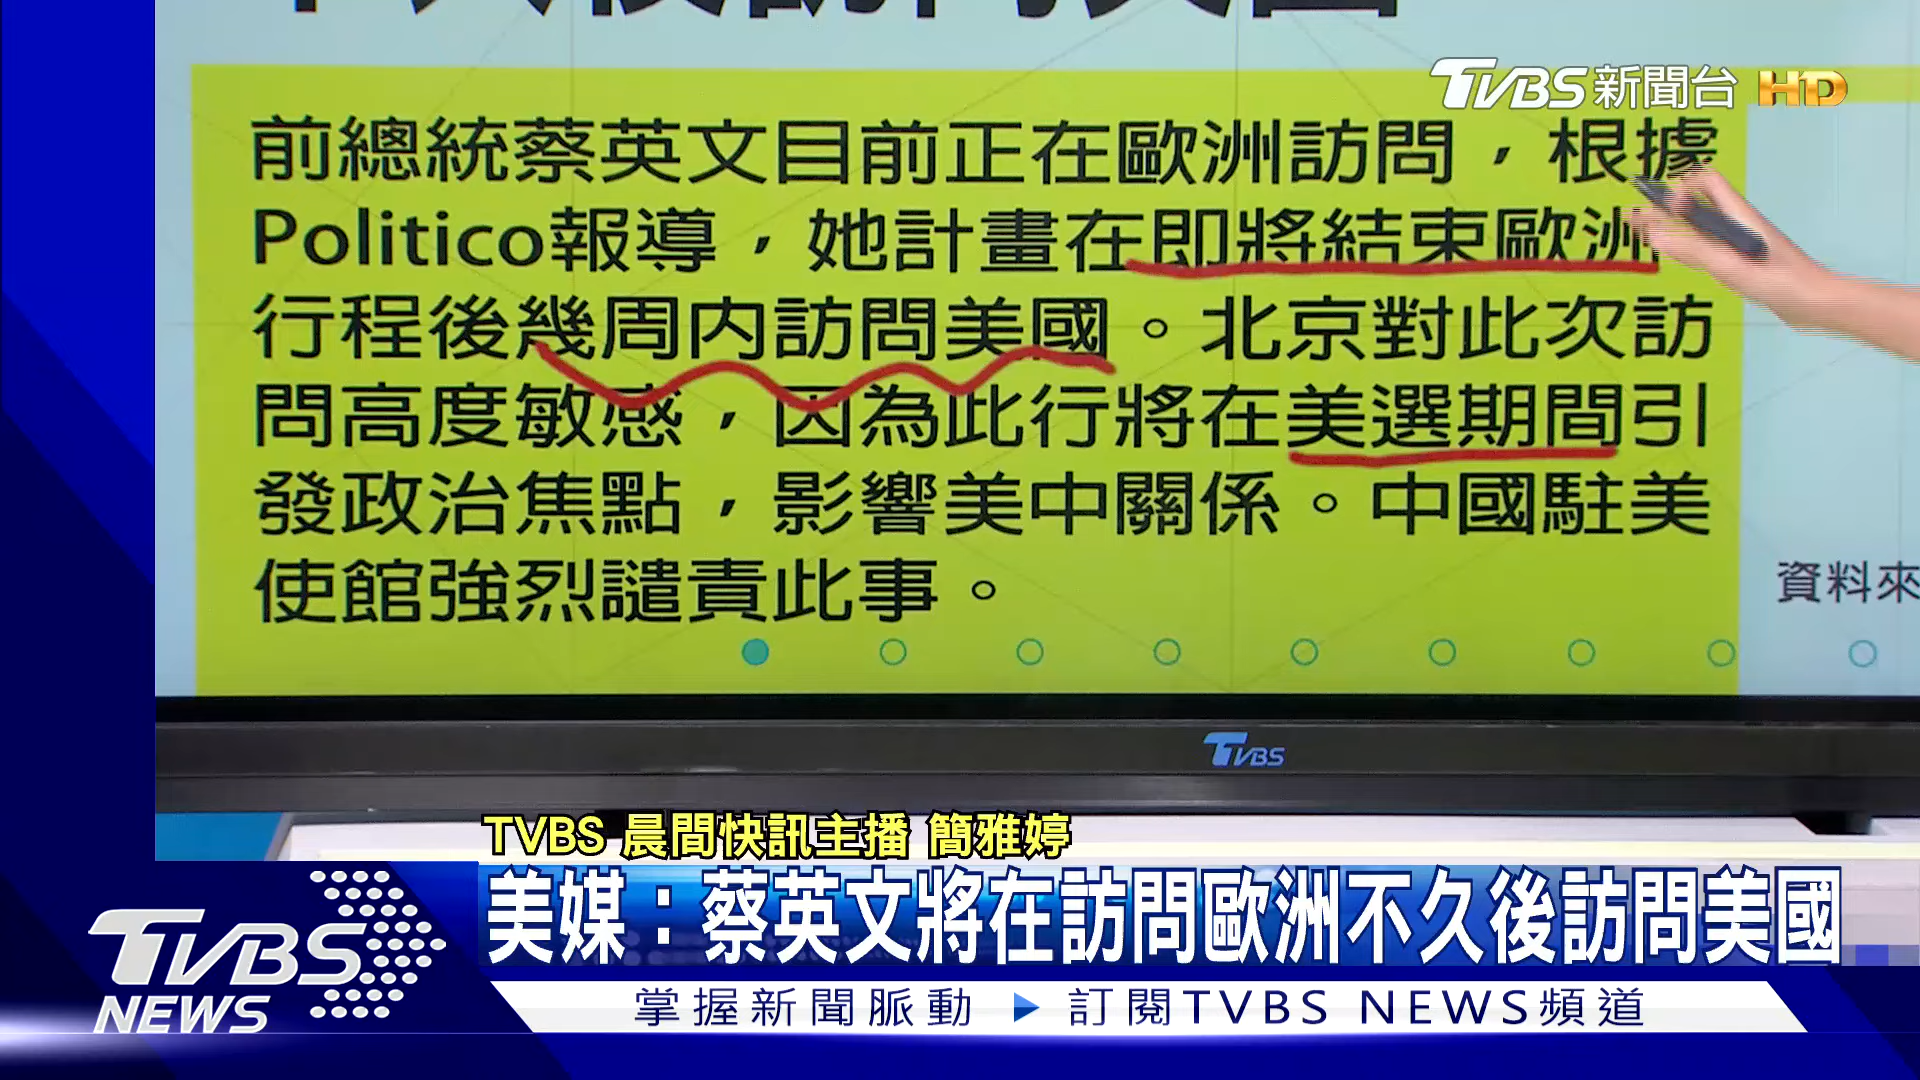 久後訪問美國
TVBS新聞台 HD
前總統蔡英文目前正在歐洲訪問，根據
Politico報導，她計畫在即將結束歐洲
行程後幾周內訪問美國。北京對此次訪
問高度敏感，因為此行將在美選期間引
發政治焦點，影響美中關係。中國駐美
使館強烈譴責此事。
資料來
TVBS
TVBS 晨間快訊主播 簡雅婷
美媒：蔡英文將在訪問歐洲不久後訪問美國
TVBS
NEWS
掌握新聞脈動 ▶ 訂閱TVBS NEWS頻道